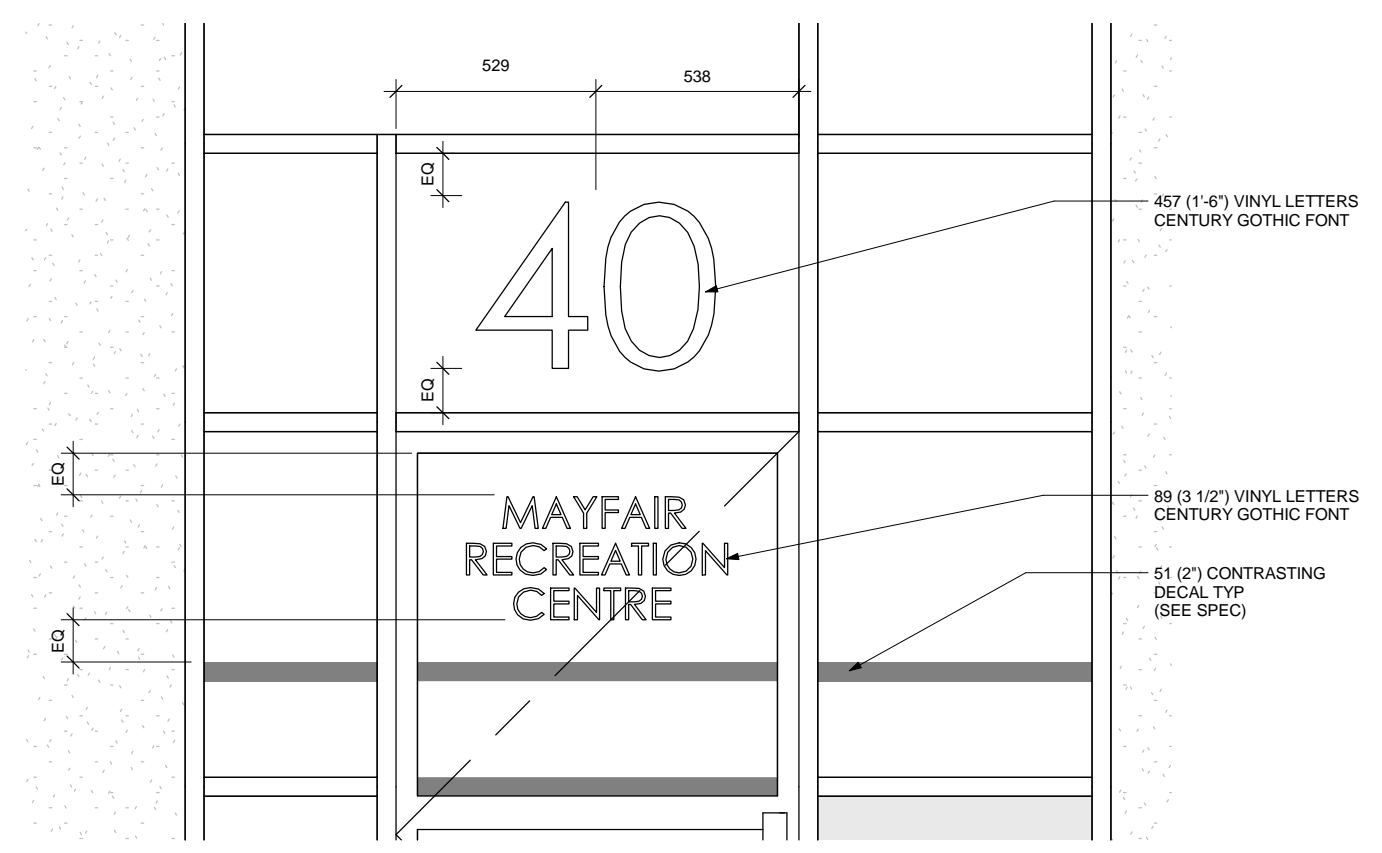 529
538
EQ
40
457 (1'-6") VINYL LETTERS
CENTURY GOTHIC FONT
EQ
EQ
MAYFAIR
RECREATION
CENTRE
89 (3 1/2") VINYL LETTERS
CENTURY GOTHIC FONT
51 (2") CONTRASTING
DECAL TYP
(SEE SPEC)
EQ